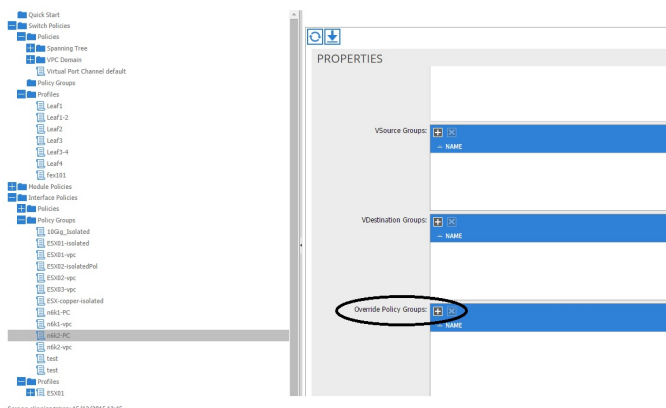 Quick Start
Switch Policies
Policies
Spanning Tree
VPC Domain
Virtual Port Channel default
Policy Groups
Profiles
Leaf1
Leaf1-2
Leaf2
Leaf3
Leaf3-4
Leaf4
fex101
Module Policies
Interface Policies
Policies
Policy Groups
10Gig_Isolated
ESX01-isolated
ESX01-vpc
ESX02-isolatedPol
ESX02-vpc
ESX03-vpc
ESX-copper-isolated
n6k1-PC
n6k1-vpc
n6k2-PC
n6k2-vpc
test
test
Profiles
ESX01
PROPERTIES
VSource Groups:
NAME
VDestination Groups:
NAME
Override Policy Groups:
NAME